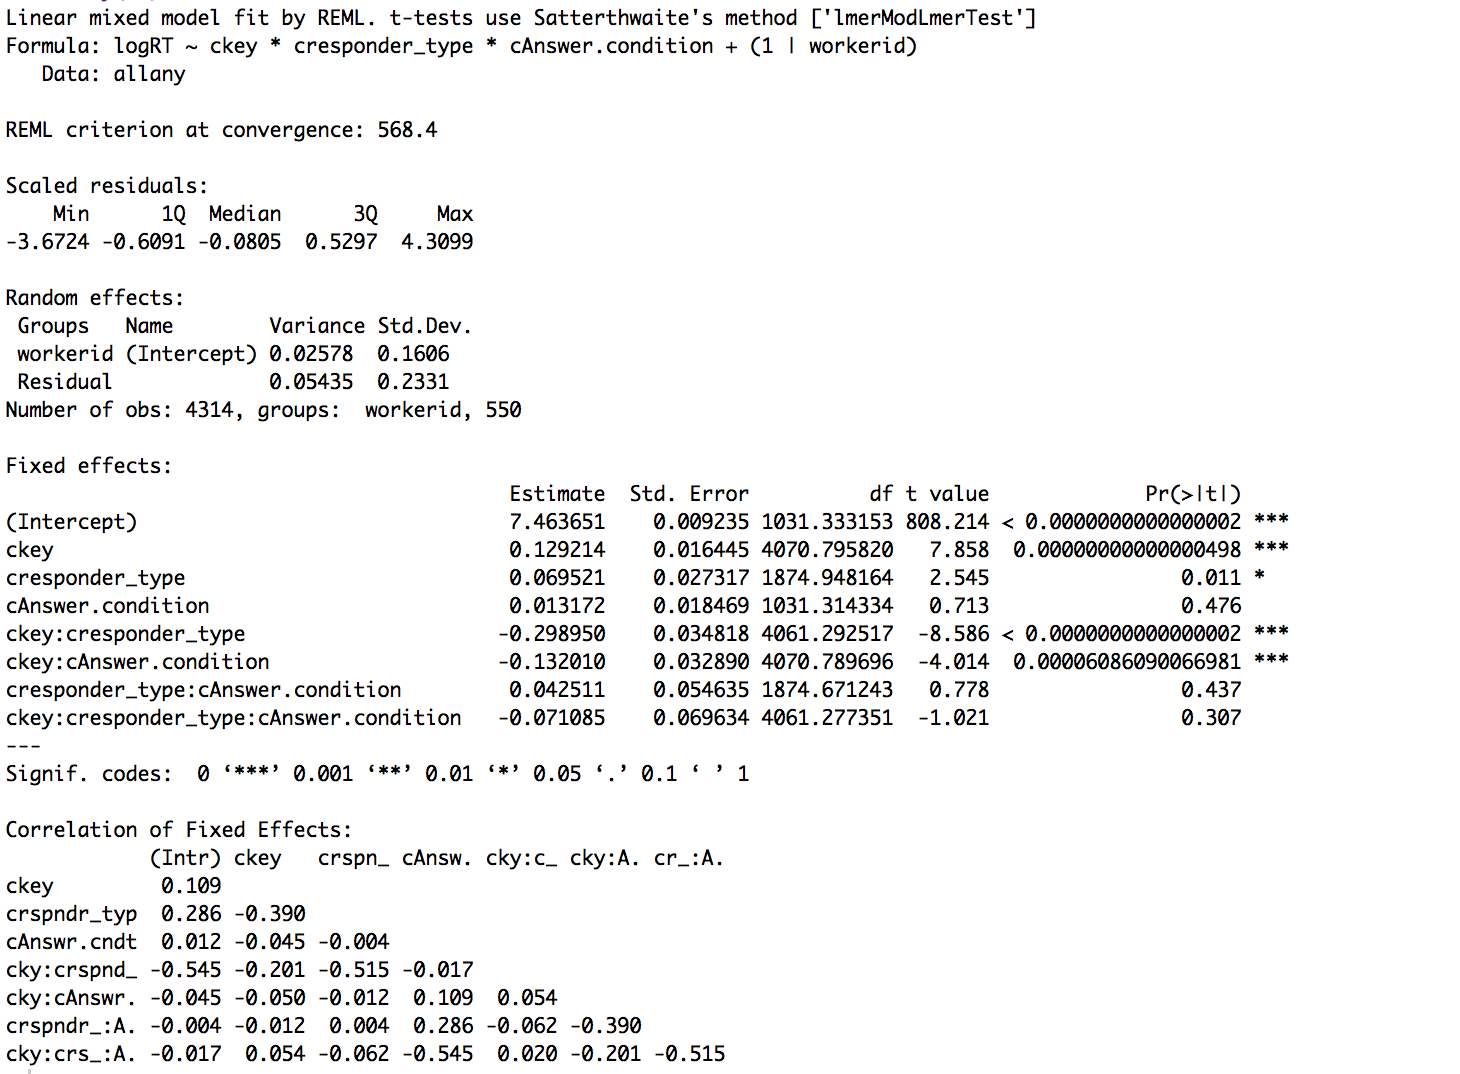 Linear mixed model fit by REML. t-tests use Satterthwaite's method ['lmerModLmerTest']
Formula: logRT ~ ckey * cresponder_type * cAnswer.condition + (1 | workerid)
   Data: allany

REML criterion at convergence: 568.4

Scaled residuals:
    Min      1Q  Median      3Q     Max
-3.6724 -0.6091 -0.0805  0.5297  4.3099

Random effects:
 Groups   Name        Variance Std.Dev.
 workerid (Intercept) 0.02578  0.1606
 Residual             0.05435  0.2331
Number of obs: 4314, groups:  workerid, 550

Fixed effects:
                                          Estimate  Std. Error          df t value             Pr(>|t|)
(Intercept)                               7.463651    0.009235 1031.333153 808.214 < 0.0000000000000002 ***
ckey                                      0.129214    0.016445 4070.795820   7.858  0.00000000000000498 ***
cresponder_type                           0.069521    0.027317 1874.948164   2.545                0.011 *
cAnswer.condition                         0.013172    0.018469 1031.314334   0.713                0.476
ckey:cresponder_type                     -0.298950    0.034818 4061.292517  -8.586 < 0.0000000000000002 ***
ckey:cAnswer.condition                   -0.132010    0.032890 4070.789696  -4.014  0.00006086090066981 ***
cresponder_type:cAnswer.condition         0.042511    0.054635 1874.671243   0.778                0.437
ckey:cresponder_type:cAnswer.condition   -0.071085    0.069634 4061.277351  -1.021                0.307
---
Signif. codes:  0 ‘***’ 0.001 ‘**’ 0.01 ‘*’ 0.05 ‘.’ 0.1 ‘ ’ 1

Correlation of Fixed Effects:
            (Intr) ckey   crspn_ cAnsw. cky:c_ cky:A. cr_:A.
ckey         0.109
crspndr_typ  0.286 -0.390
cAnswr.cndt  0.012 -0.045 -0.004
cky:crspnd_ -0.545 -0.201 -0.515 -0.017
cky:cAnswr. -0.045 -0.050 -0.012  0.109  0.054
crspndr_:A. -0.004 -0.012  0.004  0.286 -0.062 -0.390
cky:crs_:A. -0.017  0.054 -0.062 -0.545  0.020 -0.201 -0.515